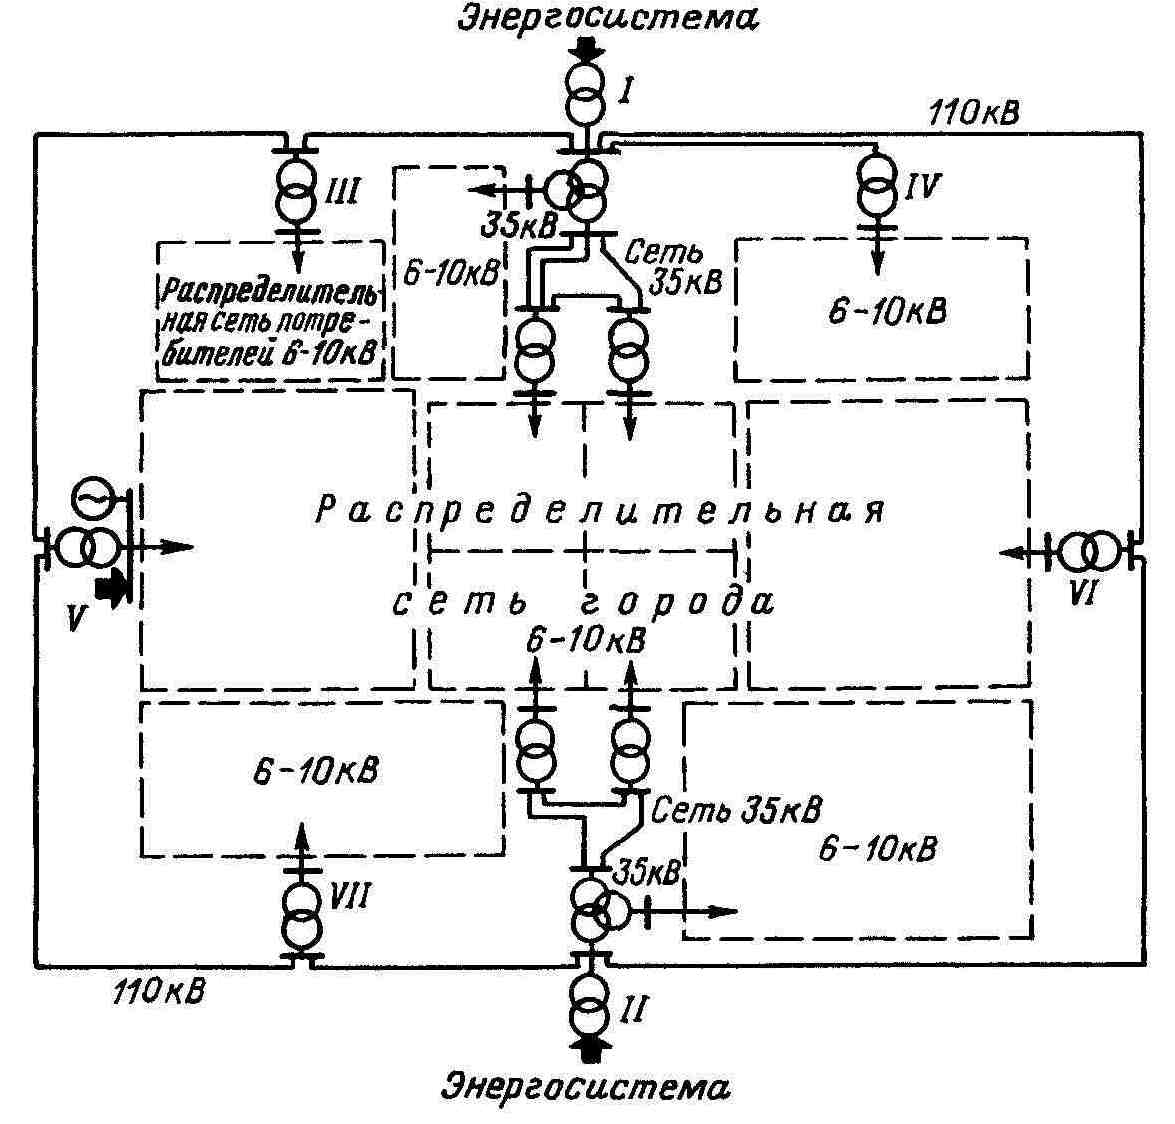 Энергосистема
I
110кВ
III
IV
35кВ
Сеть
35кВ
6-10кВ
Распределитель-
ная сеть потре-
бителей 6-10кВ
6-10кВ
Распределительная
сеть города
6-10кВ
V
VI
6-10кВ
Сеть 35кВ
6-10кВ
35кВ
VII
110кВ
II
Энергосистема